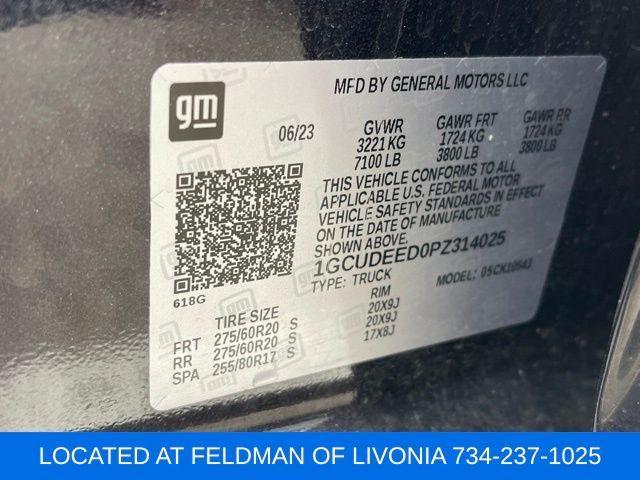 gm
MFD BY GENERAL MOTORS LLC
06/23
GVWR GAWR FRT GAWR RR
3221 KG 1724 KG 1724 KG
7100 LB 3800 LB 3800 LB
THIS VEHICLE CONFORMS TO ALL
APPLICABLE U.S. FEDERAL MOTOR
VEHICLE SAFETY STANDARDS IN EFFECT
ON THE DATE OF MANUFACTURE
SHOWN ABOVE.
1GCUDEED0PZ314025
TYPE: TRUCK MODEL: 0SCK10543
618G
TIRE SIZE RIM
FRT 275/60R20 S 20X9J
RR 275/60R20 S 20X9J
SPA 255/80R17 S 17X8J
LOCATED AT FELDMAN OF LIVONIA 734-237-1025